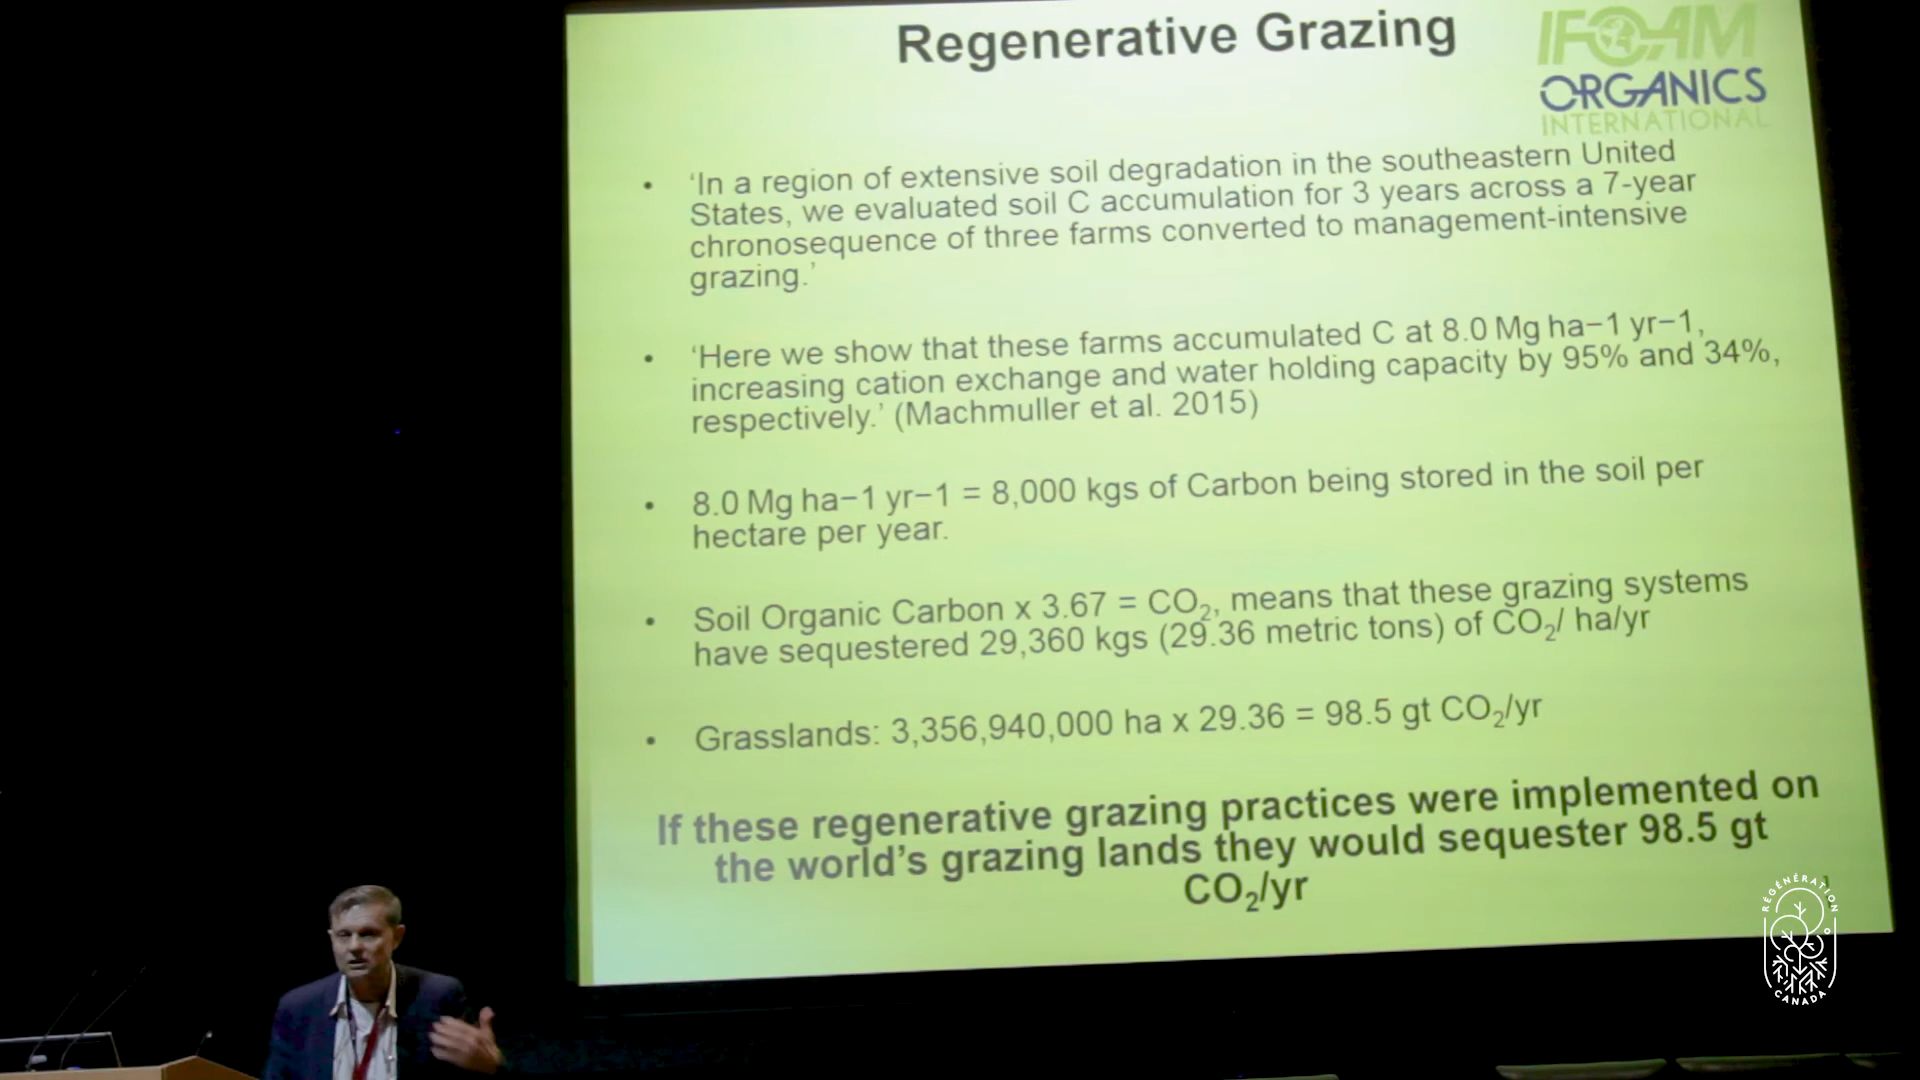 Regenerative Grazing
IFOAM
ORGANICS
INTERNATIONAL
• ‘In a region of extensive soil degradation in the southeastern United
States, we evaluated soil C accumulation for 3 years across a 7-year
chronosequence of three farms converted to management-intensive
grazing.’
• ‘Here we show that these farms accumulated C at 8.0 Mg ha−1 yr−1,
increasing cation exchange and water holding capacity by 95% and 34%,
respectively.’ (Machmuller et al. 2015)
• 8.0 Mg ha−1 yr−1 = 8,000 kgs of Carbon being stored in the soil per
hectare per year.
• Soil Organic Carbon x 3.67 = CO₂, means that these grazing systems
have sequestered 29,360 kgs (29.36 metric tons) of CO₂/ ha/yr
• Grasslands: 3,356,940,000 ha x 29.36 = 98.5 gt CO₂/yr
If these regenerative grazing practices were implemented on
the world’s grazing lands they would sequester 98.5 gt
CO₂/yr
RÉGÉNÉRATION
CANADA